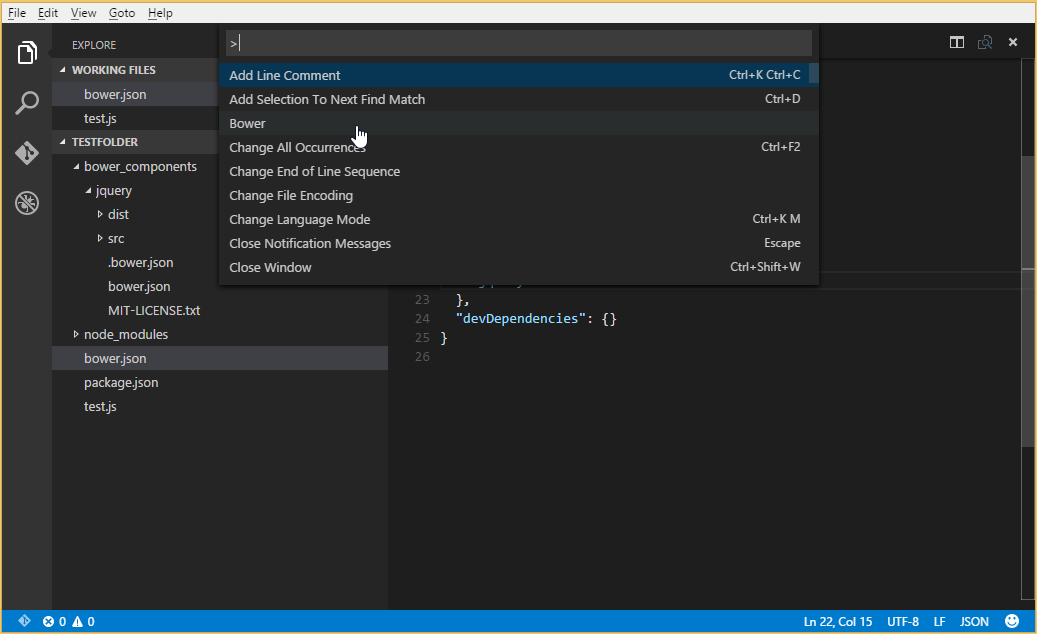 File Edit View Goto Help
EXPLORE
WORKING FILES
bower.json
test.js
TESTFOLDER
bower_components
jquery
dist
src
.bower.json
bower.json
MIT-LICENSE.txt
node_modules
bower.json
package.json
test.js
>
Add Line Comment Ctrl+K Ctrl+C
Add Selection To Next Find Match Ctrl+D
Bower
Change All Occurrences Ctrl+F2
Change End of Line Sequence
Change File Encoding
Change Language Mode Ctrl+K M
Close Notification Messages Escape
Close Window Ctrl+Shift+W
23 },
24 "devDependencies": {}
25 }
26
0 0 Ln 22, Col 15 UTF-8 LF JSON